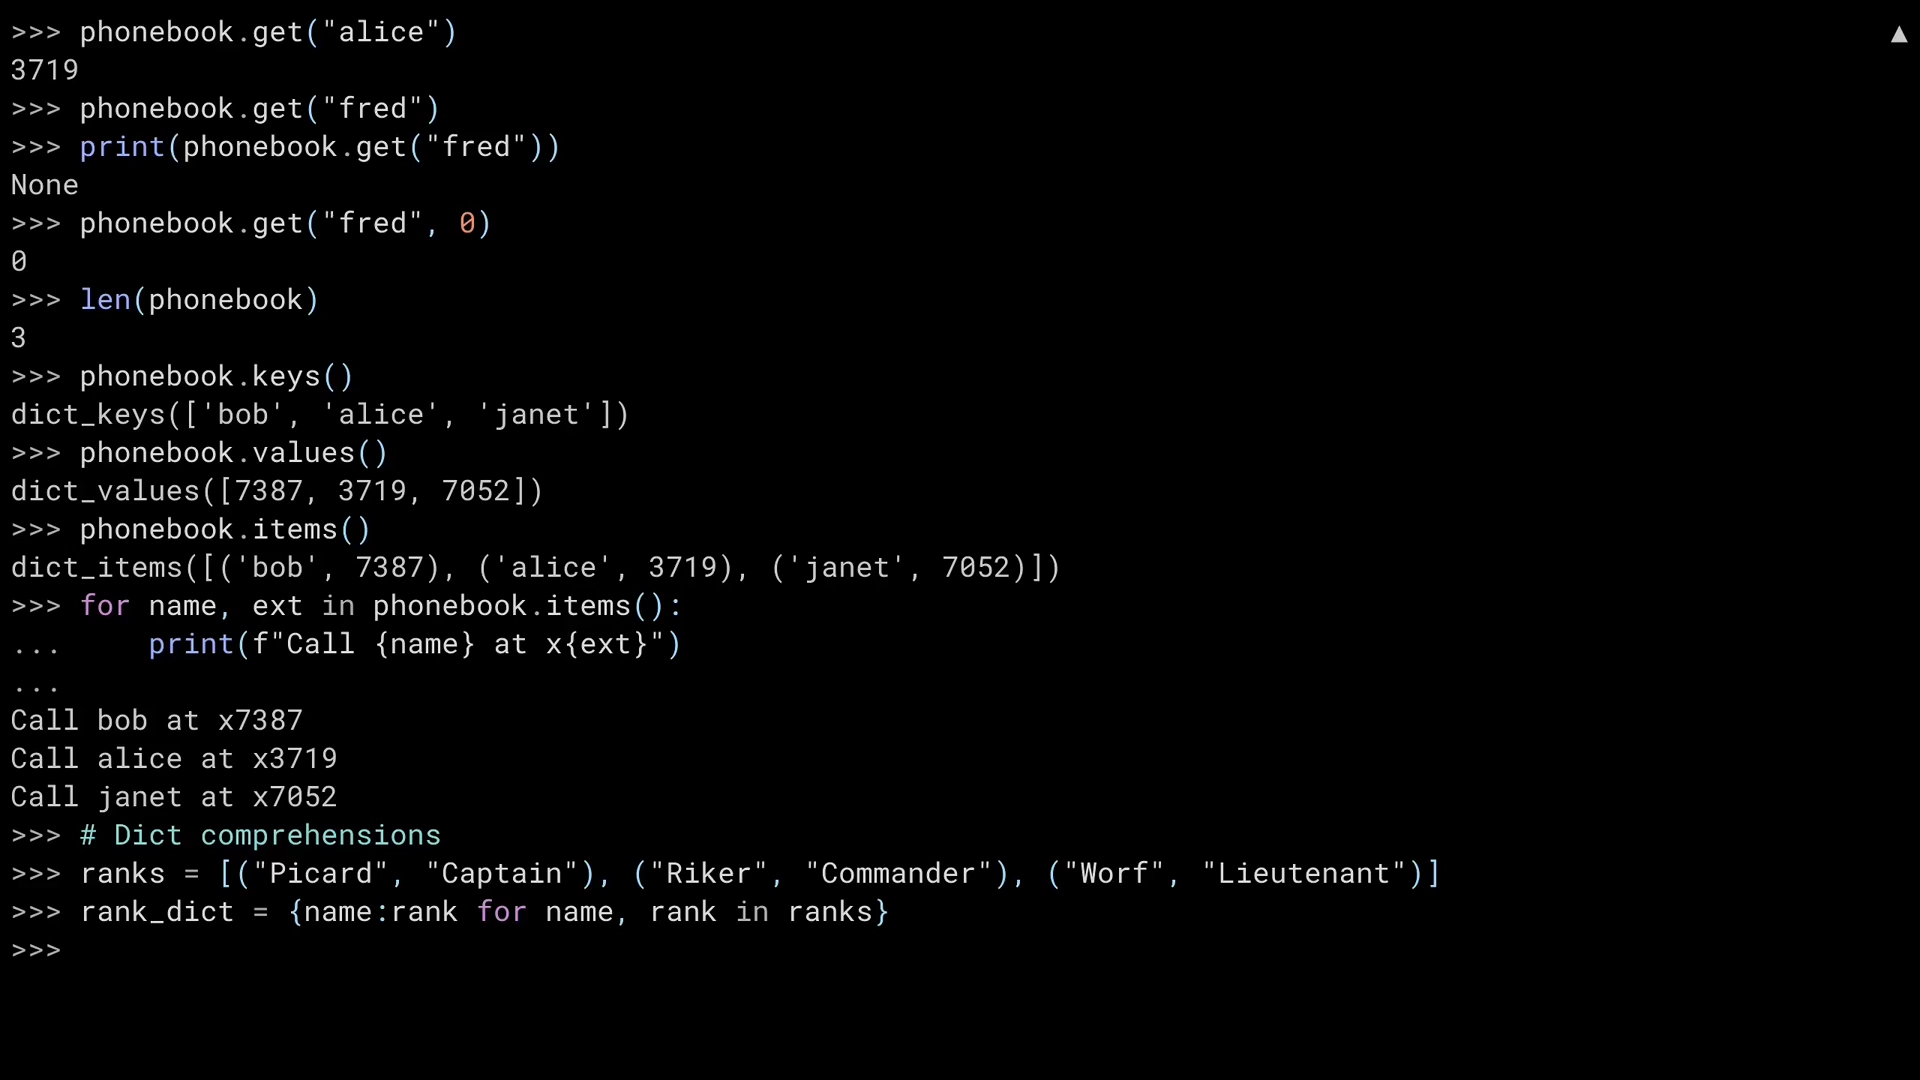 >>> phonebook.get("alice")
3719
>>> phonebook.get("fred")
>>> print(phonebook.get("fred"))
None
>>> phonebook.get("fred", 0)
0
>>> len(phonebook)
3
>>> phonebook.keys()
dict_keys(['bob', 'alice', 'janet'])
>>> phonebook.values()
dict_values([7387, 3719, 7052])
>>> phonebook.items()
dict_items([('bob', 7387), ('alice', 3719), ('janet', 7052)])
>>> for name, ext in phonebook.items():
...     print(f"Call {name} at x{ext}")
...
Call bob at x7387
Call alice at x3719
Call janet at x7052
>>> # Dict comprehensions
>>> ranks = [("Picard", "Captain"), ("Riker", "Commander"), ("Worf", "Lieutenant")]
>>> rank_dict = {name:rank for name, rank in ranks}
>>>